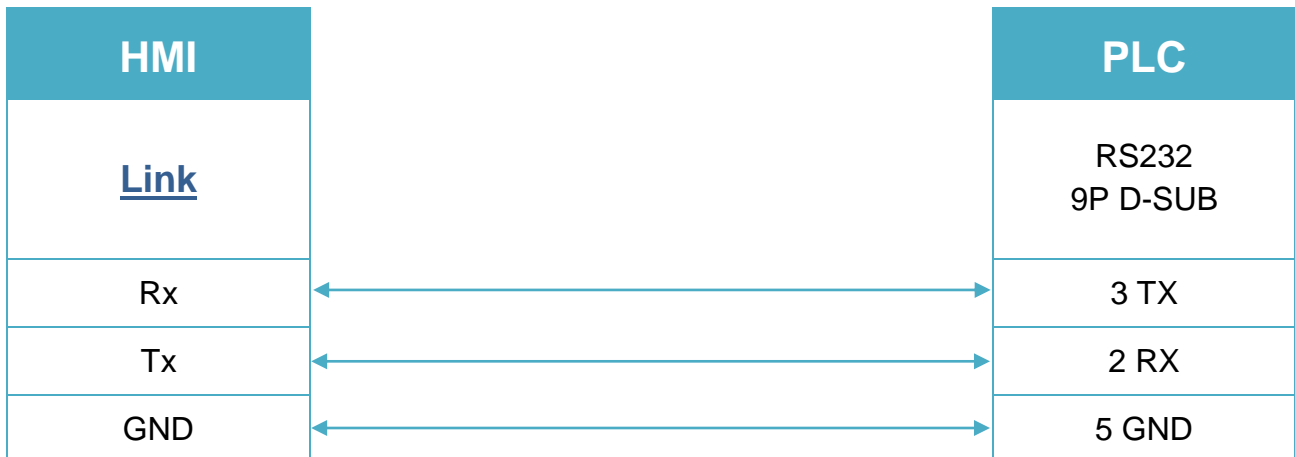 HMI PLC
Link RS232
9P D-SUB
Rx 3 TX
Tx 2 RX
GND 5 GND